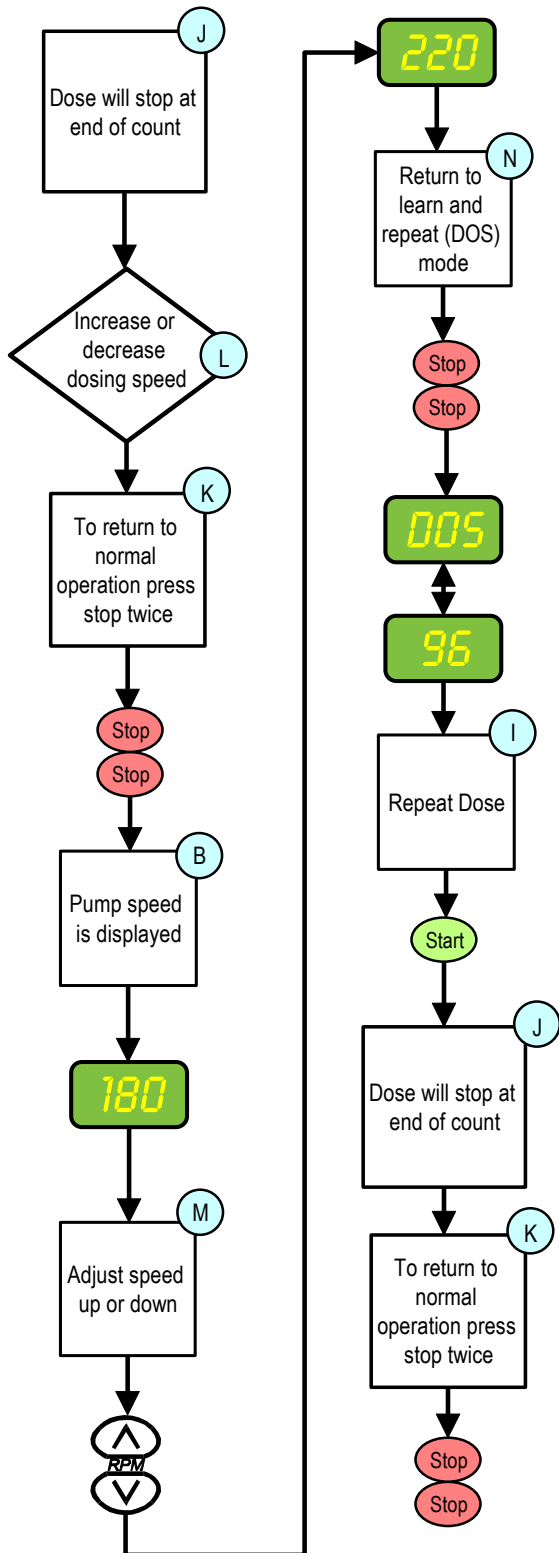 J
Dose will stop at
end of count
Increase or
decrease
dosing speed
L
K
To return to
normal
operation press
stop twice
Stop
Stop
B
Pump speed
is displayed
180
M
Adjust speed
up or down
RPM
220
N
Return to
learn and
repeat (DOS)
mode
Stop
Stop
DOS
96
I
Repeat Dose
Start
J
Dose will stop at
end of count
K
To return to
normal
operation press
stop twice
Stop
Stop